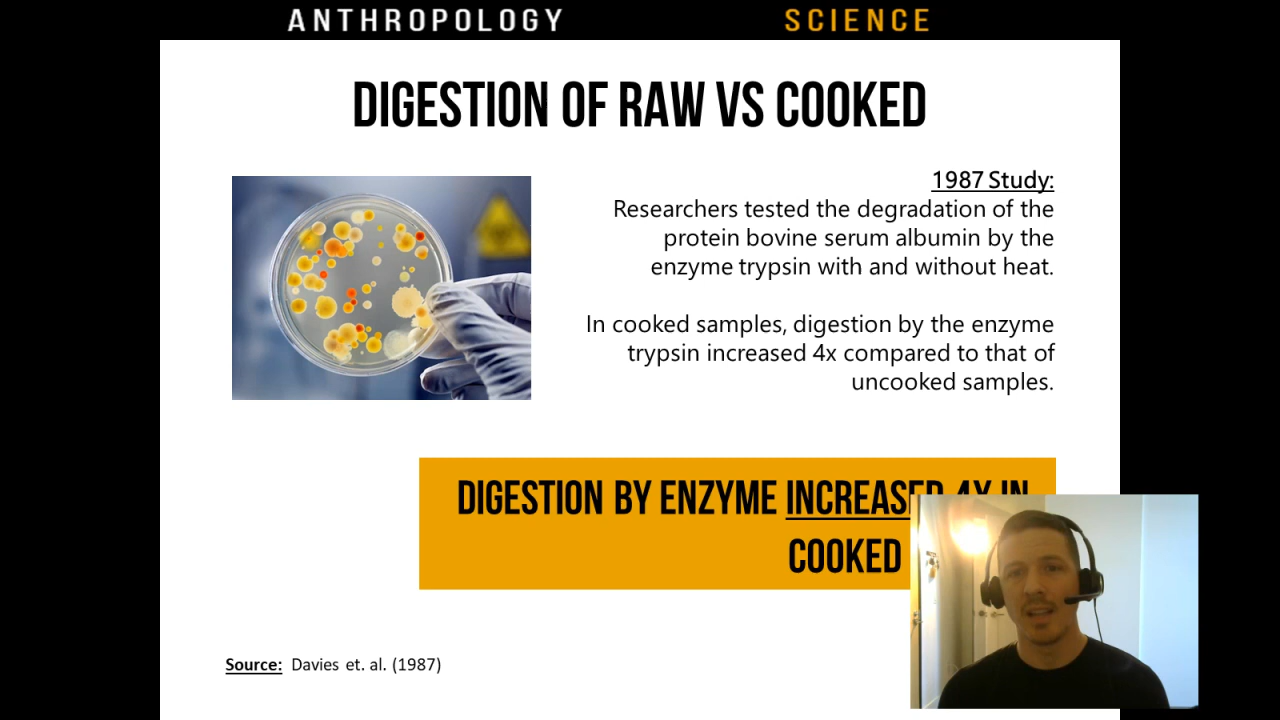 ANTHROPOLOGY SCIENCE
DIGESTION OF RAW VS COOKED
1987 Study:
Researchers tested the degradation of the
protein bovine serum albumin by the
enzyme trypsin with and without heat.
In cooked samples, digestion by the enzyme
trypsin increased 4x compared to that of
uncooked samples.
DIGESTION BY ENZYME INCREASED 4X IN
COOKED
Source: Davies et. al. (1987)